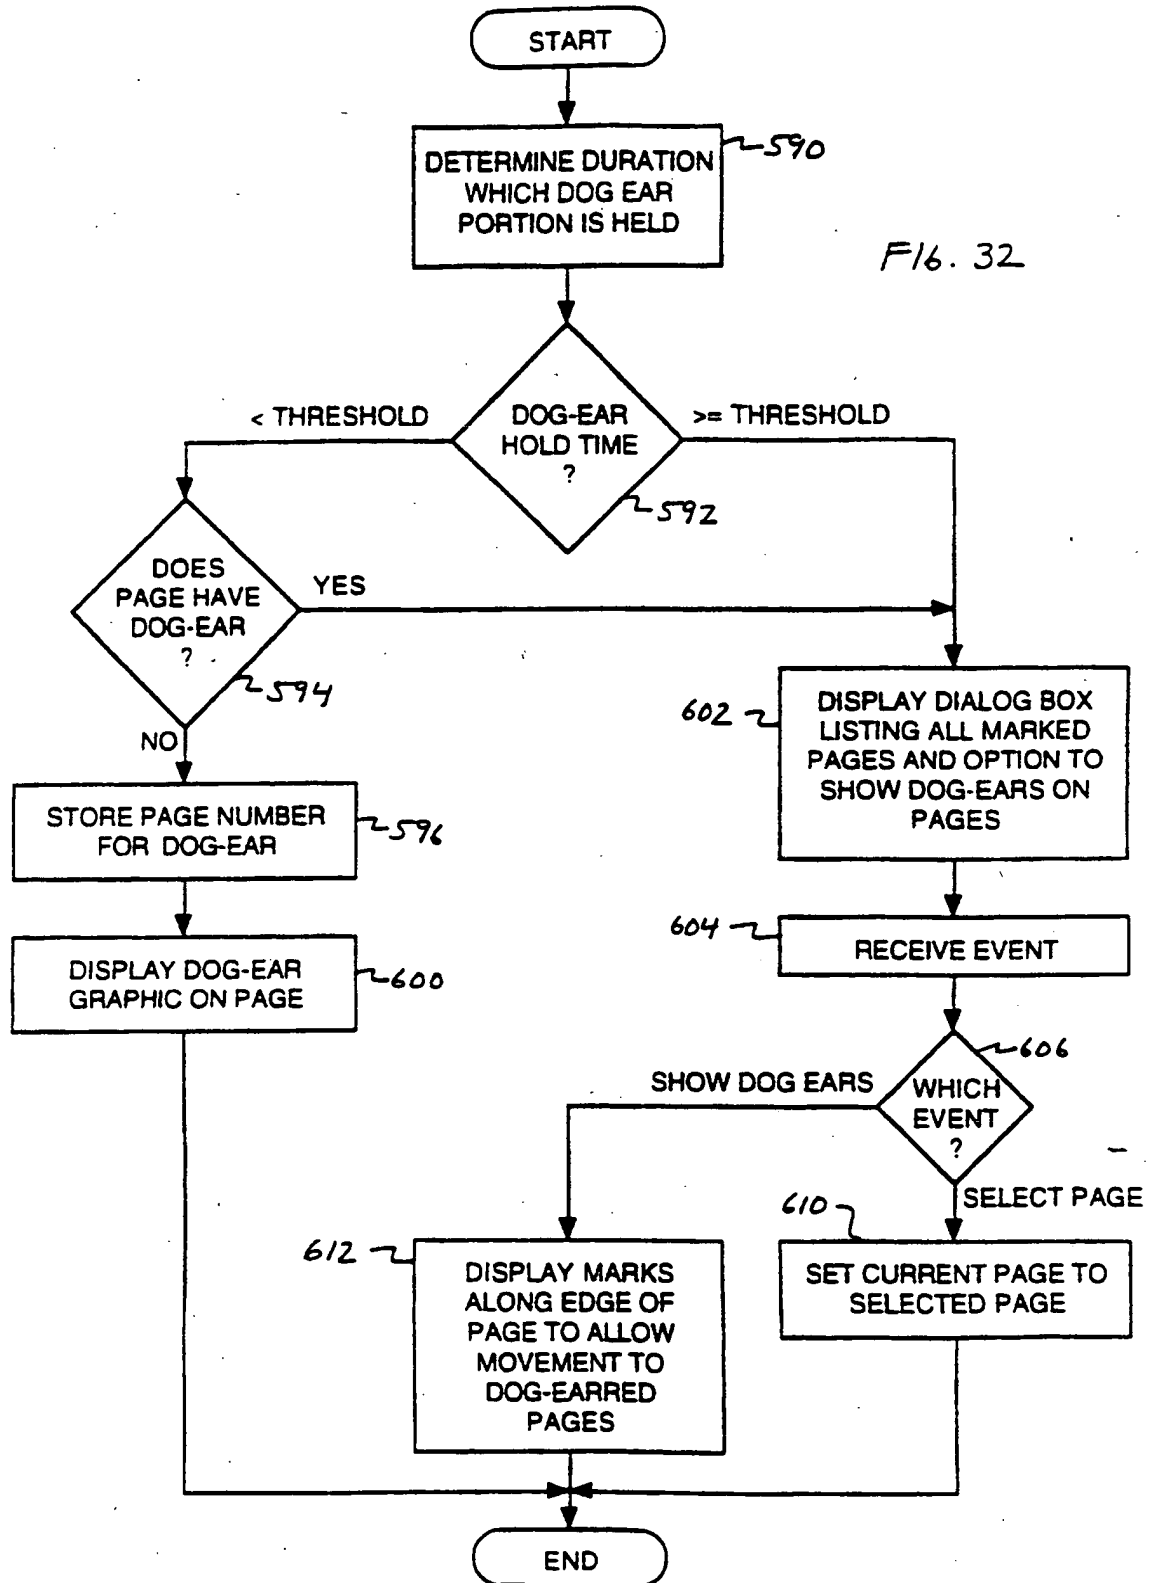 START
DETERMINE DURATION
WHICH DOG EAR
PORTION IS HELD
590
FIG. 32
< THRESHOLD
DOG-EAR
HOLD TIME
?
>= THRESHOLD
592
DOES
PAGE HAVE
DOG-EAR
?
YES
594
NO
STORE PAGE NUMBER
FOR DOG-EAR
596
DISPLAY DOG-EAR
GRAPHIC ON PAGE
600
602
DISPLAY DIALOG BOX
LISTING ALL MARKED
PAGES AND OPTION TO
SHOW DOG-EARS ON
PAGES
604
RECEIVE EVENT
606
SHOW DOG EARS
WHICH
EVENT
?
SELECT PAGE
610
SET CURRENT PAGE TO
SELECTED PAGE
612
DISPLAY MARKS
ALONG EDGE OF
PAGE TO ALLOW
MOVEMENT TO
DOG-EARRED
PAGES
END